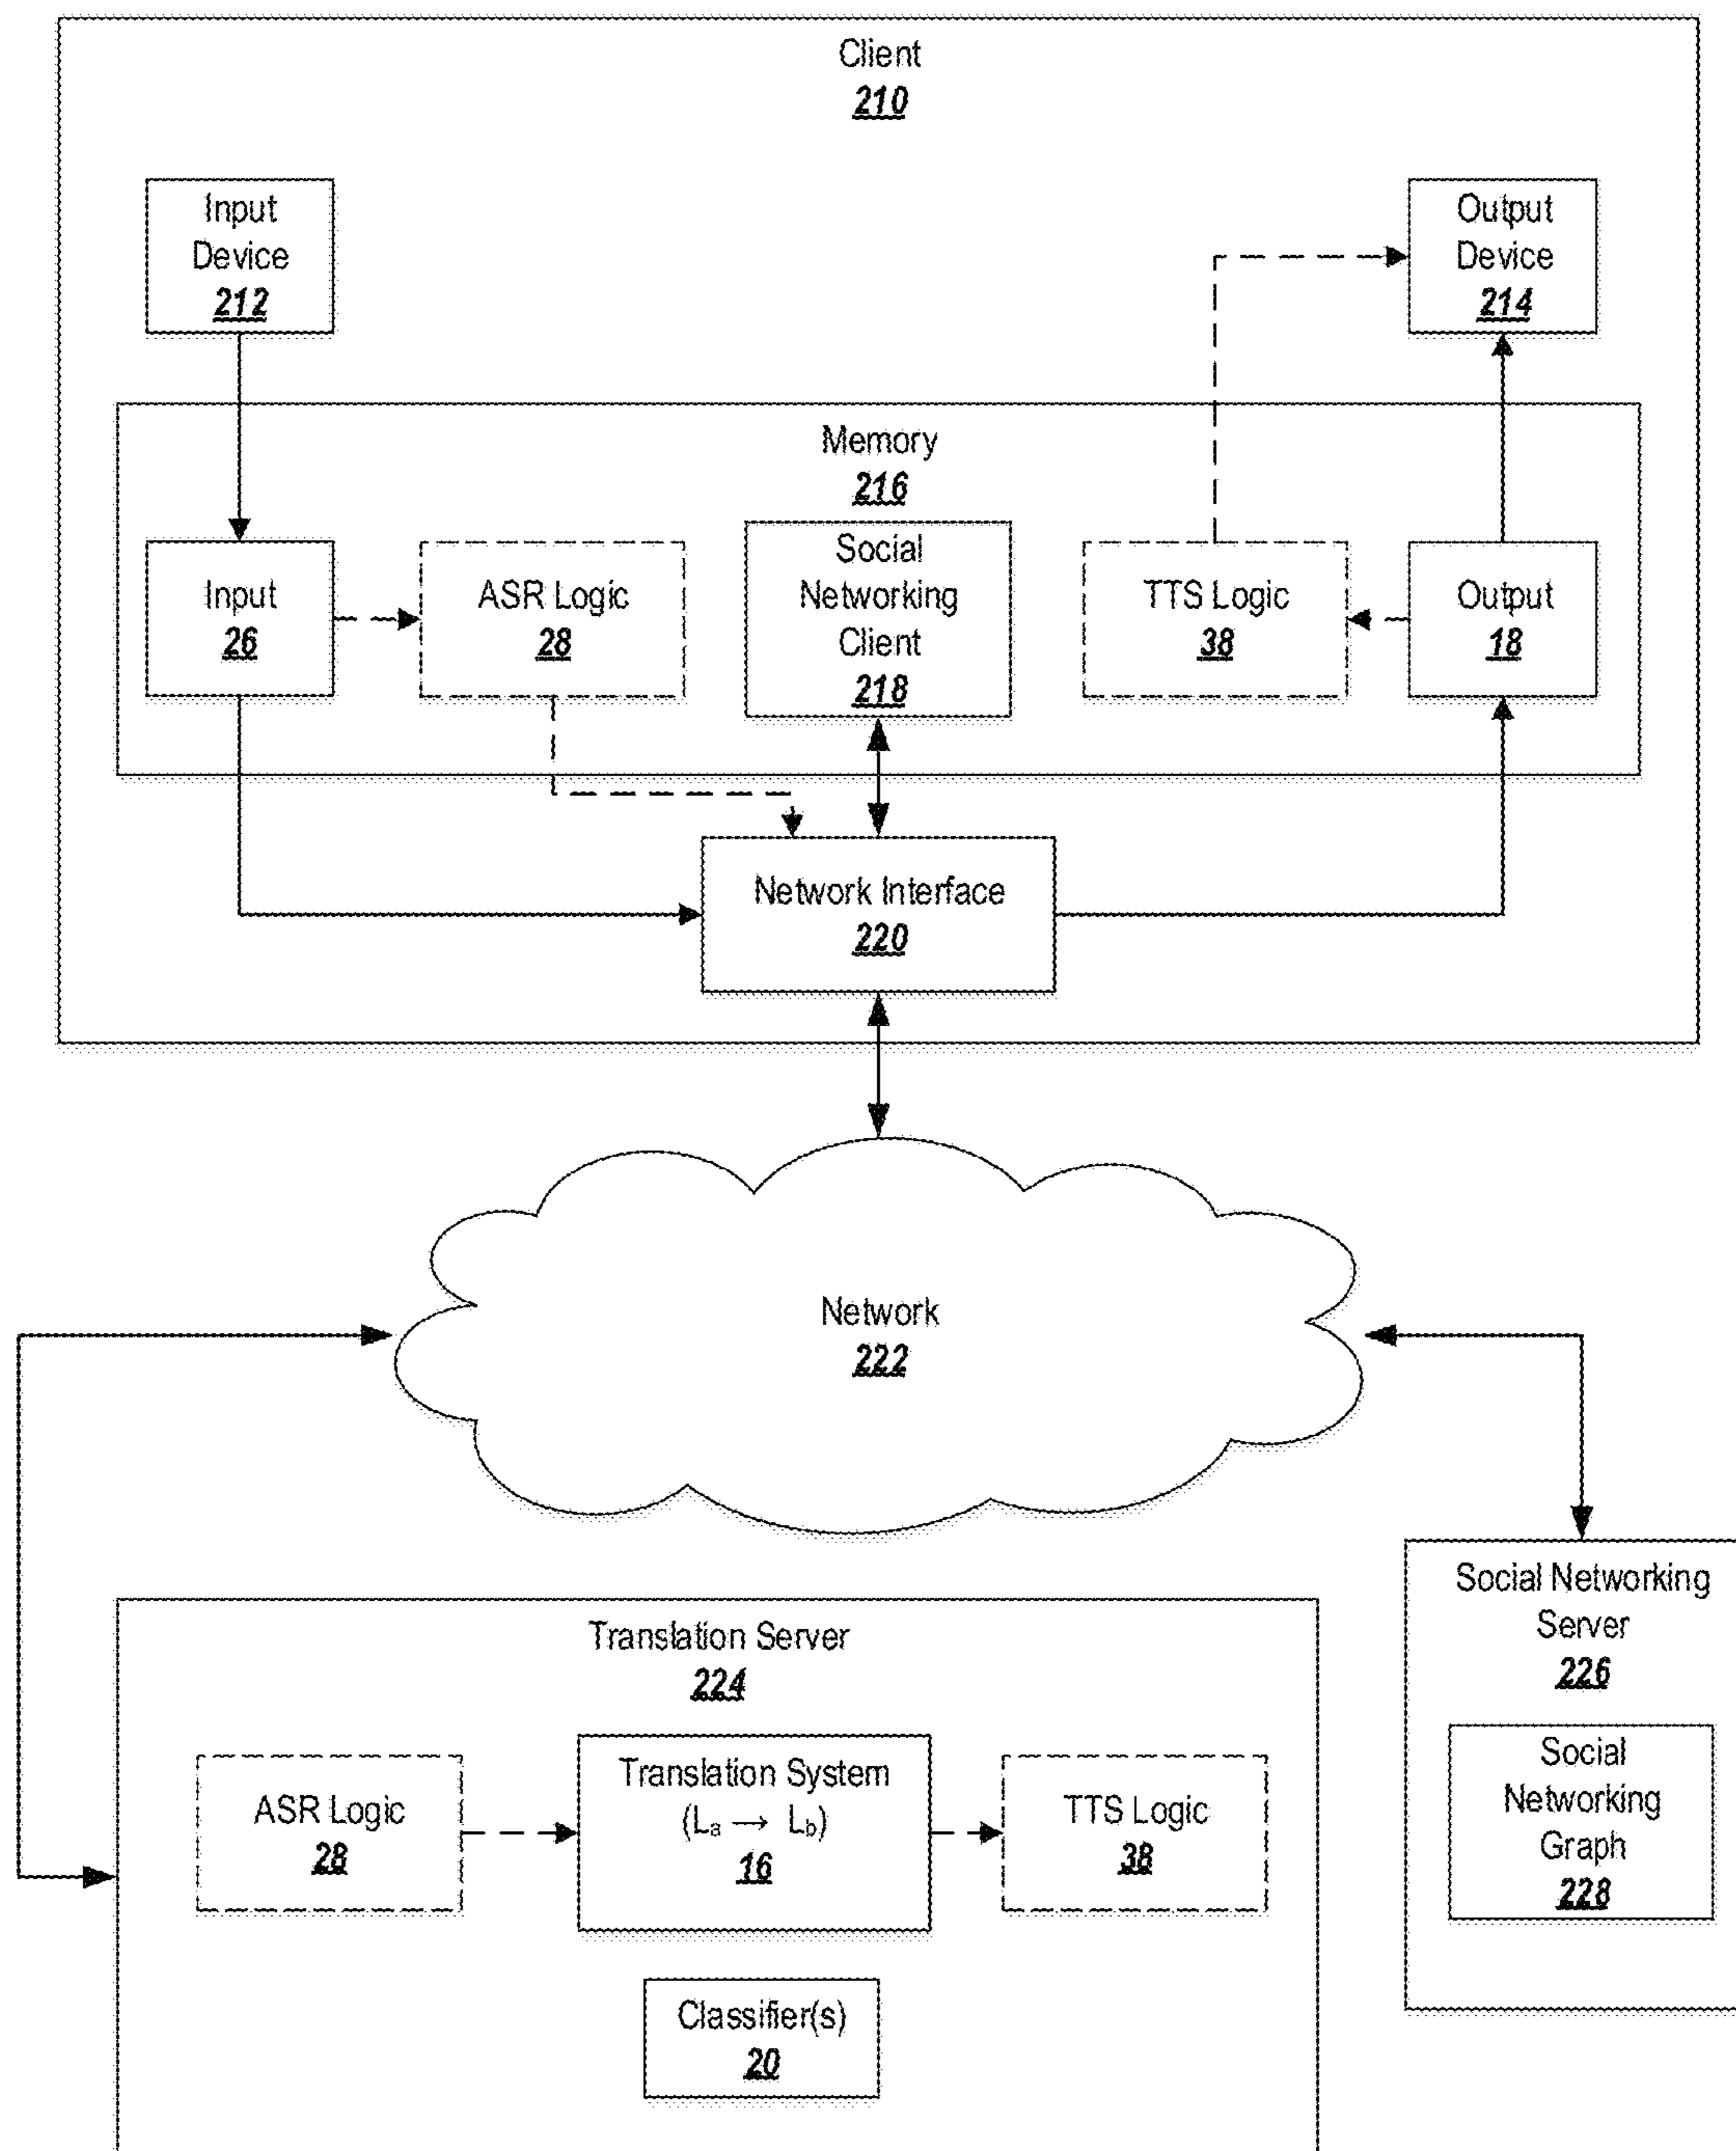 Client
210
Input
Device
212
Output
Device
214
Memory
216
Input
26
ASR Logic
28
Social
Networking
Client
218
TTS Logic
38
Output
18
Network Interface
220
Network
222
Translation Server
224
ASR Logic
28
Translation System
(Lₐ → L_b)
16
TTS Logic
38
Classifier(s)
20
Social Networking
Server
226
Social
Networking
Graph
228